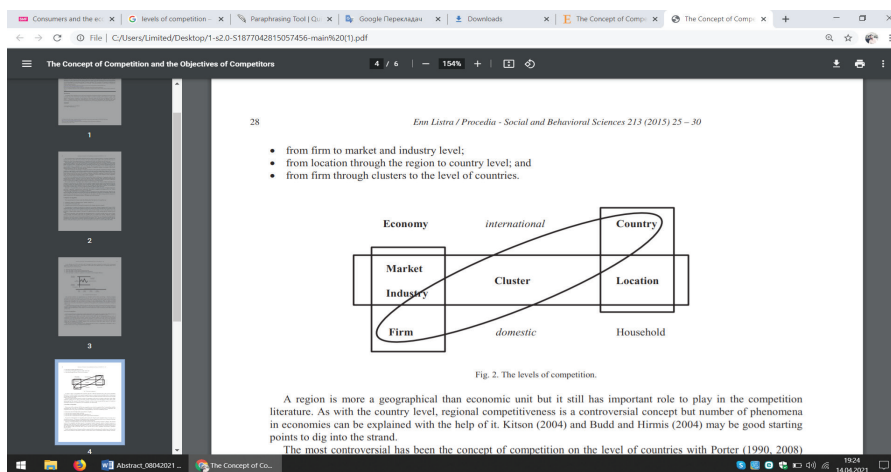 Consumers and the ec
levels of competition -
Paraphrasing Tool | Qu
Google Перекладач
Downloads
The Concept of Compe
The Concept of Compe
File | C:/Users/Limited/Desktop/1-s2.0-S1877042815057456-main%20(1).pdf
The Concept of Competition and the Objectives of Competitors
4 / 6 | — 154% +
1
2
3
4
28 Enn Listra / Procedia - Social and Behavioral Sciences 213 (2015) 25 – 30
• from firm to market and industry level;
• from location through the region to country level; and
• from firm through clusters to the level of countries.
Economy international Country
Market
Cluster Location
Industry
Firm domestic Household
Fig. 2. The levels of competition.
A region is more a geographical than economic unit but it still has important role to play in the competition
literature. As with the country level, regional competitiveness is a controversial concept but number of phenomena
in economies can be explained with the help of it. Kitson (2004) and Budd and Hirmis (2004) may be good starting
points to dig into the strand.
The most controversial has been the concept of competition on the level of countries with Porter (1990, 2008)
Abstract_08042021 ...
The Concept of Co...
19:24
14.04.2021